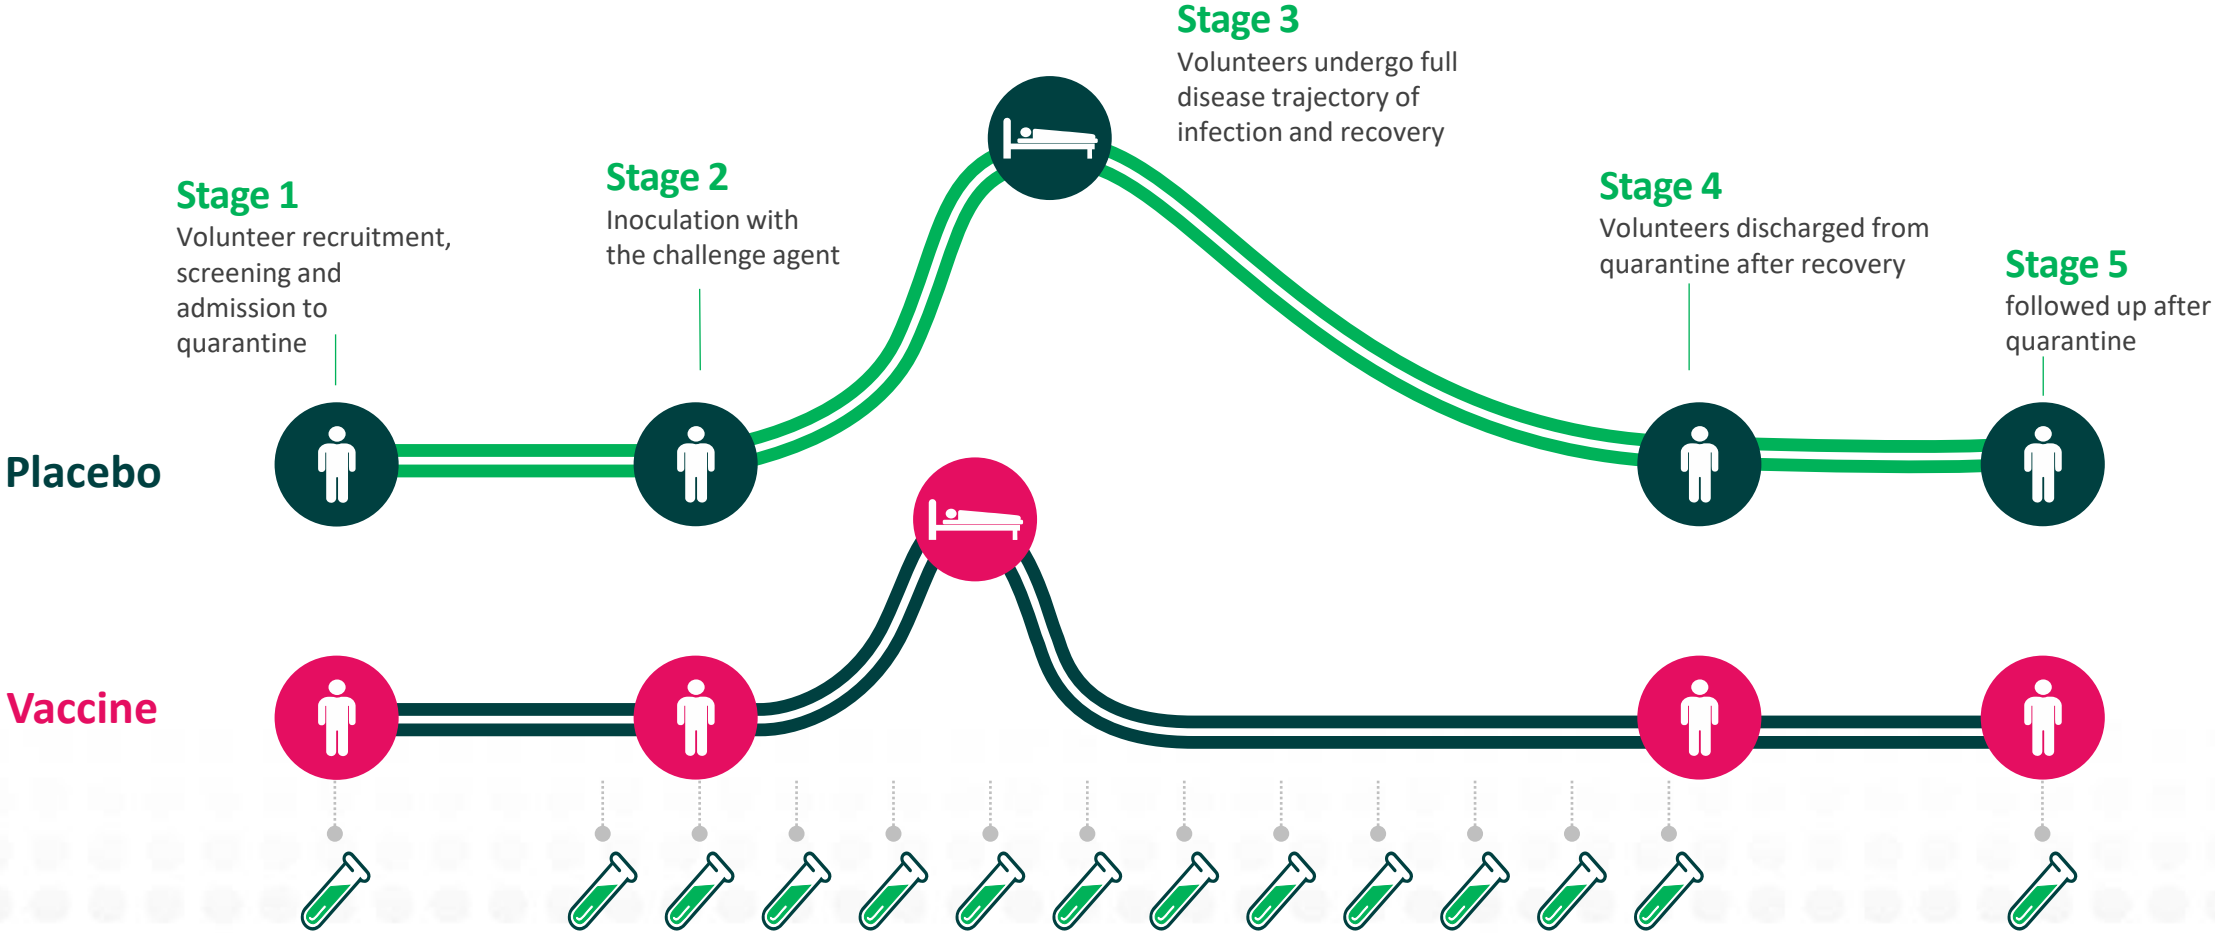 Stage 3
Volunteers undergo full
disease trajectory of
infection and recovery
Stage 2
Inoculation with
the challenge agent
Stage 1
Volunteer recruitment,
screening and
admission to
quarantine
Stage 4
Volunteers discharged from
quarantine after recovery
Stage 5
followed up after
quarantine
Placebo
Vaccine